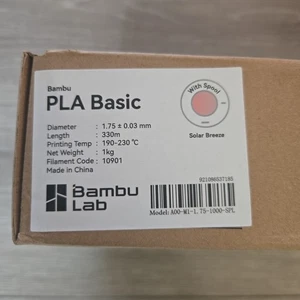 Bambu
PLA Basic
Diameter : 1.75 ± 0.03 mm
Length : 330m
Printing Temp : 190-230 ℃
Net Weight : 1kg
Filament Code : 10901
Made in China
Bambu
Lab
With Spool
Solar Breeze
Model:A00-M1-1.75-1000-SPL